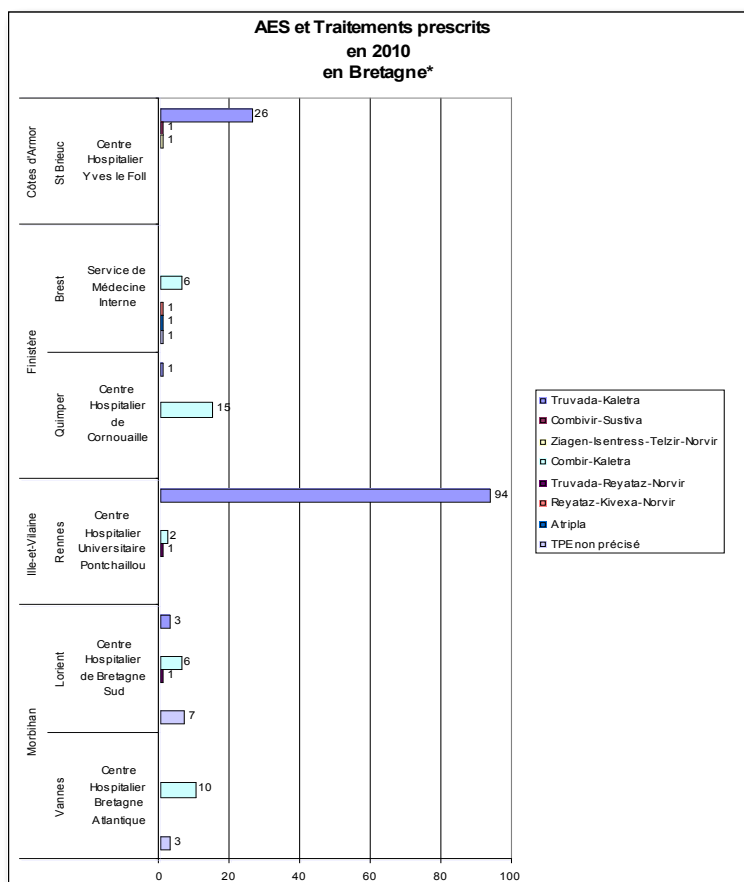 AES et Traitements prescrits
en 2010
en Bretagne*
Côtes d'Armor
St Brieuc
Centre
Hospitalier
Yves le Foll
26
1
1
Finistère
Brest
Service de
Médecine
Interne
6
1
1
1
Quimper
Centre
Hospitalier
de
Cornouaille
1
15
Ille-et-Vilaine
Rennes
Centre
Hospitalier
Universitaire
Pontchaillou
94
2
1
Morbihan
Lorient
Centre
Hospitalier
de Bretagne
Sud
3
6
1
7
Vannes
Centre
Hospitalier
Bretagne
Atlantique
10
3
0
20
40
60
80
100
Truvada-Kaletra
Combivir-Sustiva
Ziagen-Isentress-Telzir-Norvir
Combir-Kaletra
Truvada-Reyataz-Norvir
Reyataz-Kivexa-Norvir
Atripla
TPE non précisé